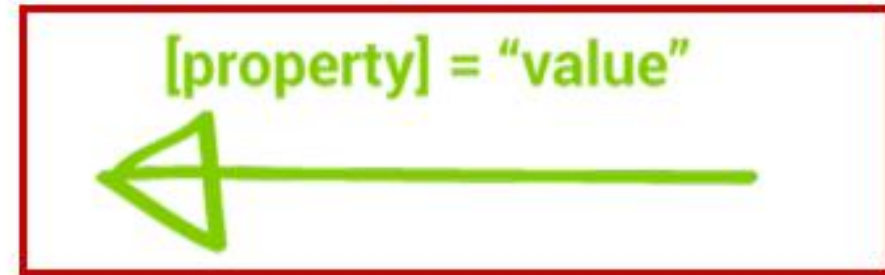 [property] = “value”